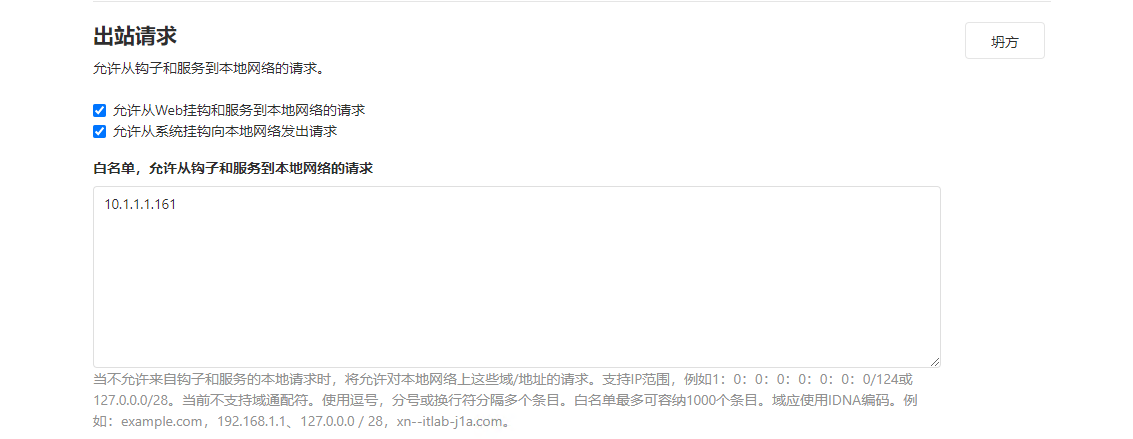 出站请求
坍方
允许从钩子和服务到本地网络的请求。
允许从Web挂钩和服务到本地网络的请求
允许从系统挂钩向本地网络发出请求
白名单，允许从钩子和服务到本地网络的请求
10.1.1.1.161
当不允许来自钩子和服务的本地请求时，将允许对本地网络上这些域/地址的请求。支持IP范围，例如1：0：0：0：0：0：0：0/124或
127.0.0.0/28。当前不支持域通配符。使用逗号，分号或换行符分隔多个条目。白名单最多可容纳1000个条目。域应使用IDNA编码。例
如：example.com，192.168.1.1、127.0.0.0 / 28，xn--itlab-j1a.com。